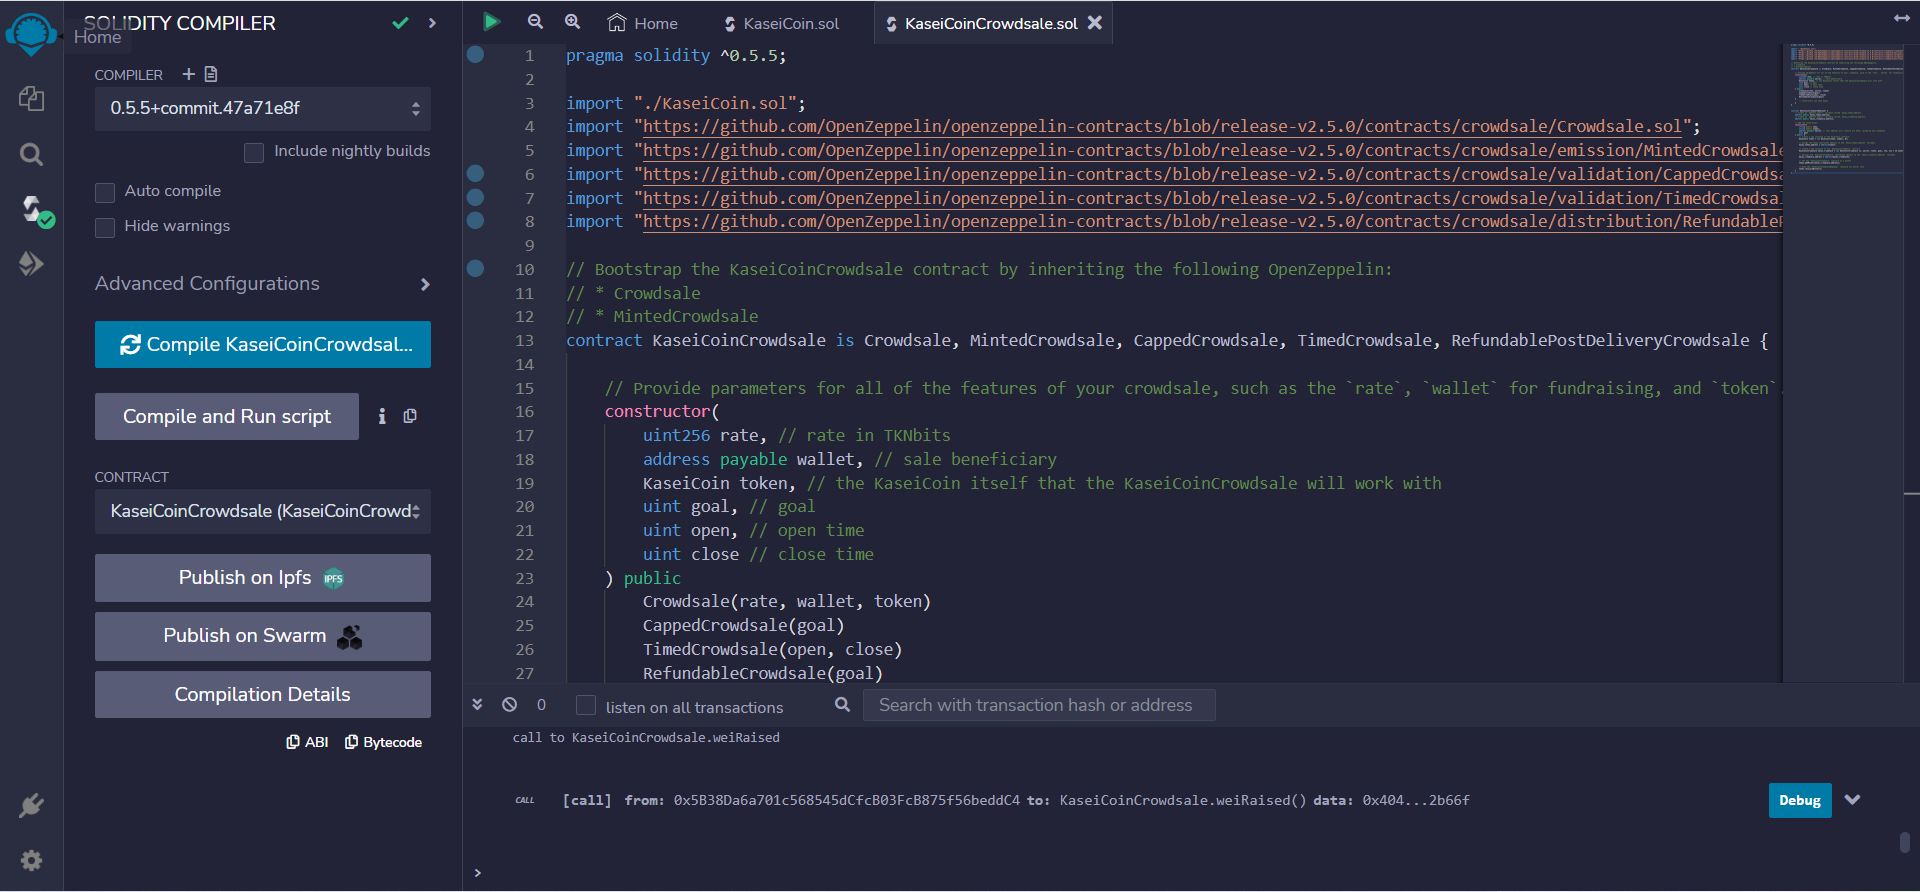 SOLIDITY COMPILER
Home
COMPILER
0.5.5+commit.47a71e8f
Include nightly builds
Auto compile
Hide warnings
Advanced Configurations
Compile KaseiCoinCrowdsal...
Compile and Run script
CONTRACT
KaseiCoinCrowdsale (KaseiCoinCrowd
Publish on Ipfs IPFS
Publish on Swarm
Compilation Details
ABI Bytecode
Home KaseiCoin.sol KaseiCoinCrowdsale.sol
1 pragma solidity ^0.5.5;
2
3 import "./KaseiCoin.sol";
4 import "https://github.com/OpenZeppelin/openzeppelin-contracts/blob/release-v2.5.0/contracts/crowdsale/Crowdsale.sol";
5 import "https://github.com/OpenZeppelin/openzeppelin-contracts/blob/release-v2.5.0/contracts/crowdsale/emission/MintedCrowdsale
6 import "https://github.com/OpenZeppelin/openzeppelin-contracts/blob/release-v2.5.0/contracts/crowdsale/validation/CappedCrowdsa
7 import "https://github.com/OpenZeppelin/openzeppelin-contracts/blob/release-v2.5.0/contracts/crowdsale/validation/TimedCrowdsal
8 import "https://github.com/OpenZeppelin/openzeppelin-contracts/blob/release-v2.5.0/contracts/crowdsale/distribution/RefundableP
9
10 // Bootstrap the KaseiCoinCrowdsale contract by inheriting the following OpenZeppelin:
11 // * Crowdsale
12 // * MintedCrowdsale
13 contract KaseiCoinCrowdsale is Crowdsale, MintedCrowdsale, CappedCrowdsale, TimedCrowdsale, RefundablePostDeliveryCrowdsale {
14
15 // Provide parameters for all of the features of your crowdsale, such as the `rate`, `wallet` for fundraising, and `token`.
16 constructor(
17 uint256 rate, // rate in TKNbits
18 address payable wallet, // sale beneficiary
19 KaseiCoin token, // the KaseiCoin itself that the KaseiCoinCrowdsale will work with
20 uint goal, // goal
21 uint open, // open time
22 uint close // close time
23 ) public
24 Crowdsale(rate, wallet, token)
25 CappedCrowdsale(goal)
26 TimedCrowdsale(open, close)
27 RefundableCrowdsale(goal)
0 listen on all transactions Search with transaction hash or address
call to KaseiCoinCrowdsale.weiRaised
CALL [call] from: 0x5B38Da6a701c568545dCfcB03FcB875f56beddC4 to: KaseiCoinCrowdsale.weiRaised() data: 0x404...2b66f Debug
>